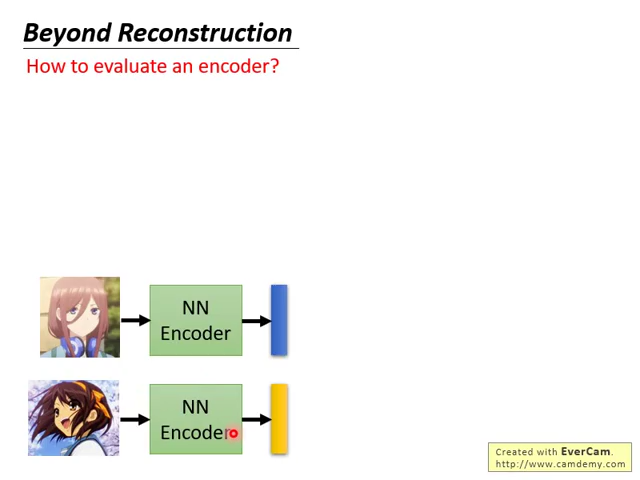 Beyond Reconstruction
How to evaluate an encoder?
NN
Encoder
NN
Encoder
Created with EverCam.
http://www.camdemy.com